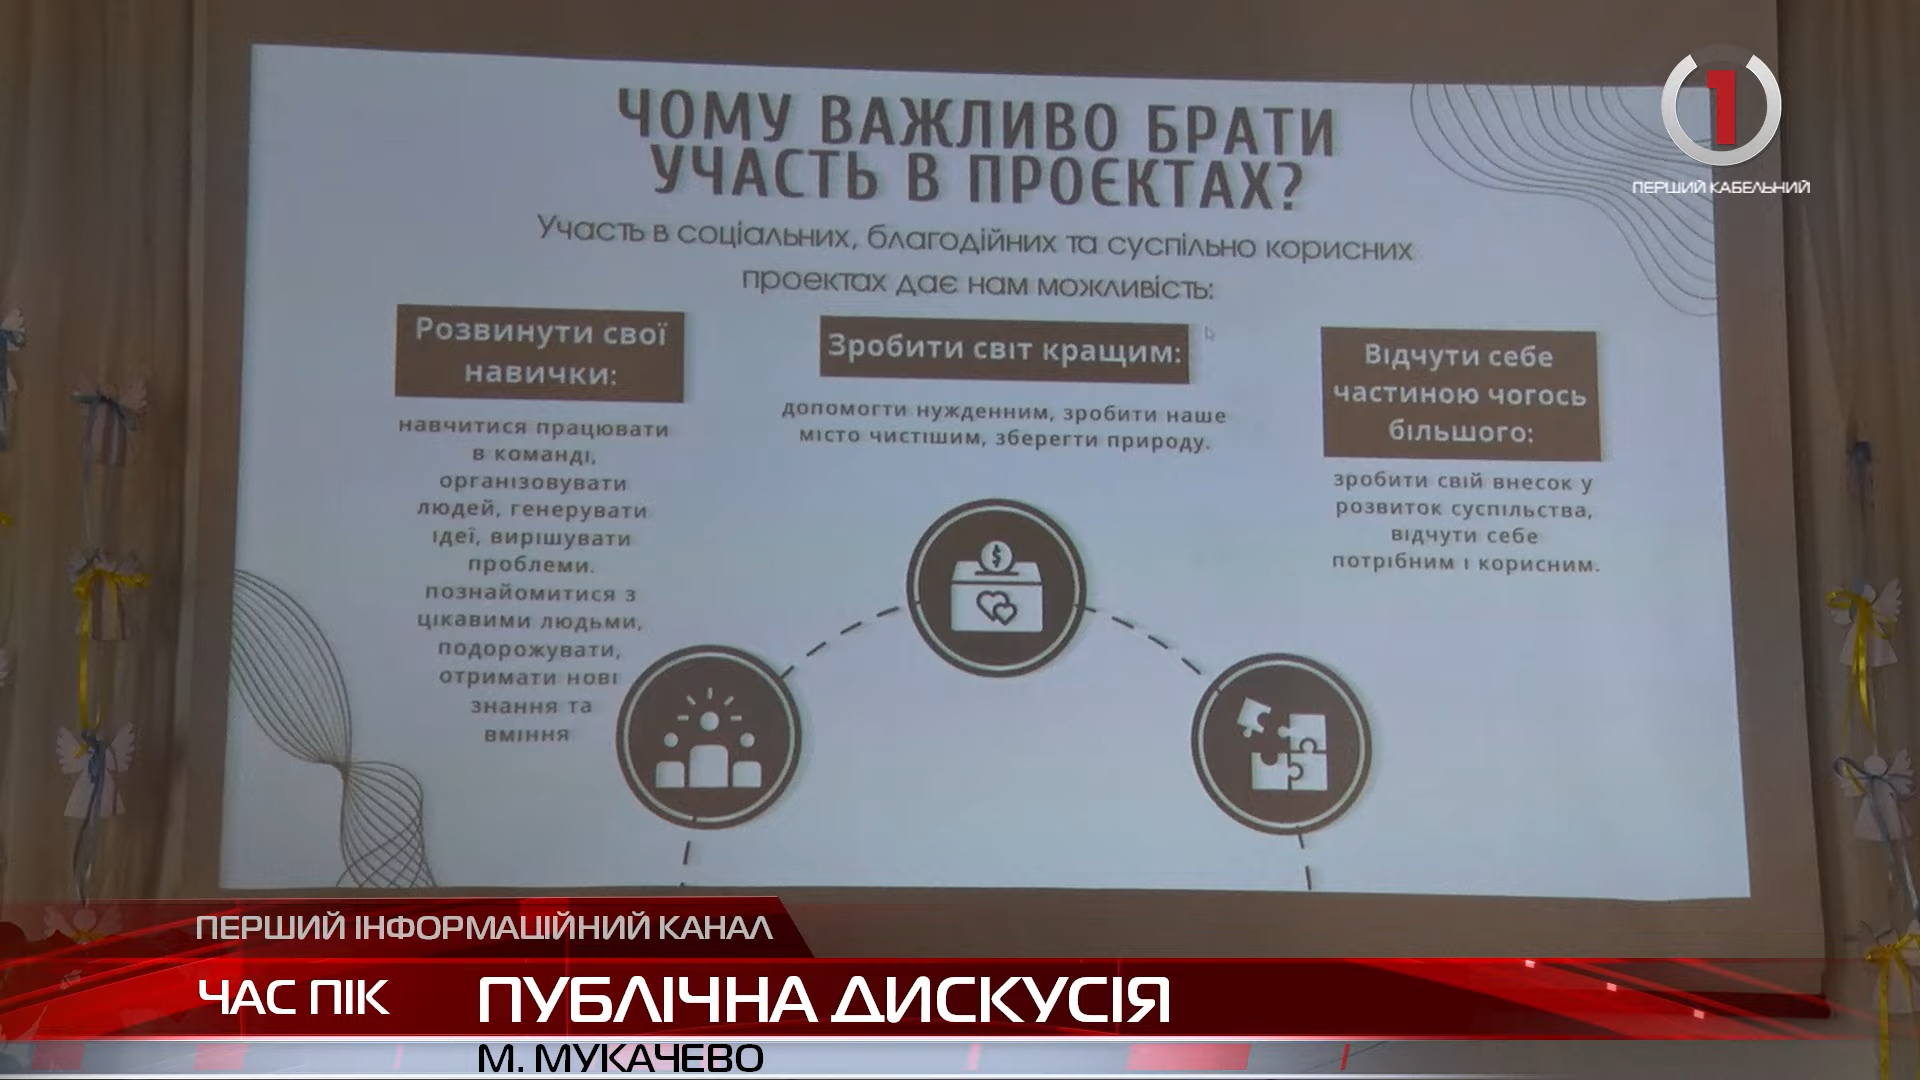 1
ПЕРШИЙ КАБЕЛЬНИЙ
ЧОМУ ВАЖЛИВО БРАТИ
УЧАСТЬ В ПРОЄКТАХ?
Участь в соціальних, благодійних та суспільно корисних
проектах дає нам можливість:
Розвинути свої
навички:
навчитися працювати
в команді,
організовувати
людей, генерувати
ідеї, вирішувати
проблеми.
познайомитися з
цікавими людьми,
подорожувати,
отримати нові
знання та
вміння
Зробити світ кращим:
допомогти нужденним, зробити наше
місто чистішим, зберегти природу.
Відчути себе
частиною чогось
більшого:
зробити свій внесок у
розвиток суспільства,
відчути себе
потрібним і корисним.
$
ПЕРШИЙ ІНФОРМАЦІЙНИЙ КАНАЛ
ЧАС ПІК
ПУБЛІЧНА ДИСКУСІЯ
М. МУКАЧЕВО